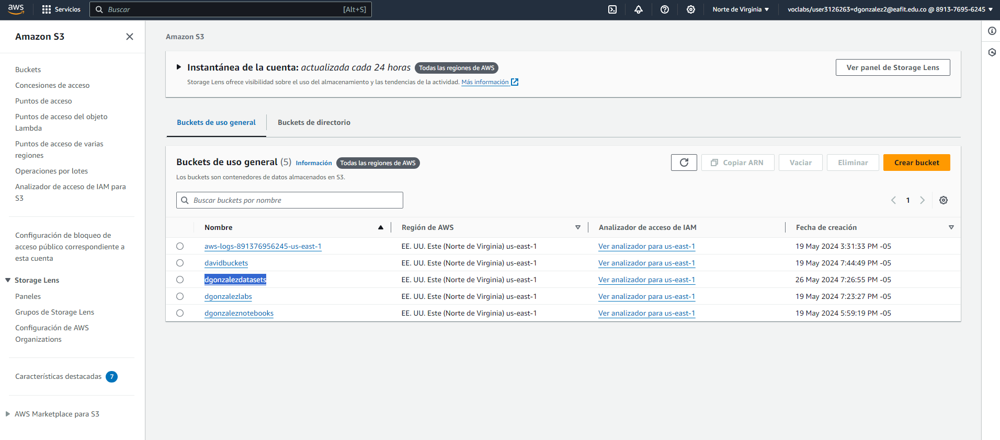 aws
Servicios
Buscar
[Alt+S]
Norte de Virginia
voclabs/user3126263=dgonzalez2@eafit.edu.co @ 8913-7695-6245
Amazon S3
Buckets
Concesiones de acceso
Puntos de acceso
Puntos de acceso del objeto
Lambda
Puntos de acceso de varias
regiones
Operaciones por lotes
Analizador de acceso de IAM para
S3
Configuración de bloqueo de
acceso público correspondiente a
esta cuenta
Storage Lens
Paneles
Grupos de Storage Lens
Configuración de AWS
Organizations
Características destacadas 7
AWS Marketplace para S3
Amazon S3
Instantánea de la cuenta: actualizada cada 24 horas Todas las regiones de AWS
Storage Lens ofrece visibilidad sobre el uso del almacenamiento y las tendencias de la actividad. Más información
Ver panel de Storage Lens
Buckets de uso general
Buckets de directorio
Buckets de uso general (5) Información Todas las regiones de AWS
Los buckets son contenedores de datos almacenados en S3.
Copiar ARN
Vaciar
Eliminar
Crear bucket
Buscar buckets por nombre
1
Nombre Región de AWS Analizador de acceso de IAM Fecha de creación
aws-logs-891376956245-us-east-1 EE. UU. Este (Norte de Virginia) us-east-1 Ver analizador para us-east-1 19 May 2024 3:31:33 PM -05
davidbuckets EE. UU. Este (Norte de Virginia) us-east-1 Ver analizador para us-east-1 19 May 2024 7:44:49 PM -05
dgonzalezdatasets EE. UU. Este (Norte de Virginia) us-east-1 Ver analizador para us-east-1 26 May 2024 7:26:55 PM -05
dgonzalezlabs EE. UU. Este (Norte de Virginia) us-east-1 Ver analizador para us-east-1 19 May 2024 7:23:27 PM -05
dgonzaleznotebooks EE. UU. Este (Norte de Virginia) us-east-1 Ver analizador para us-east-1 19 May 2024 5:59:19 PM -05